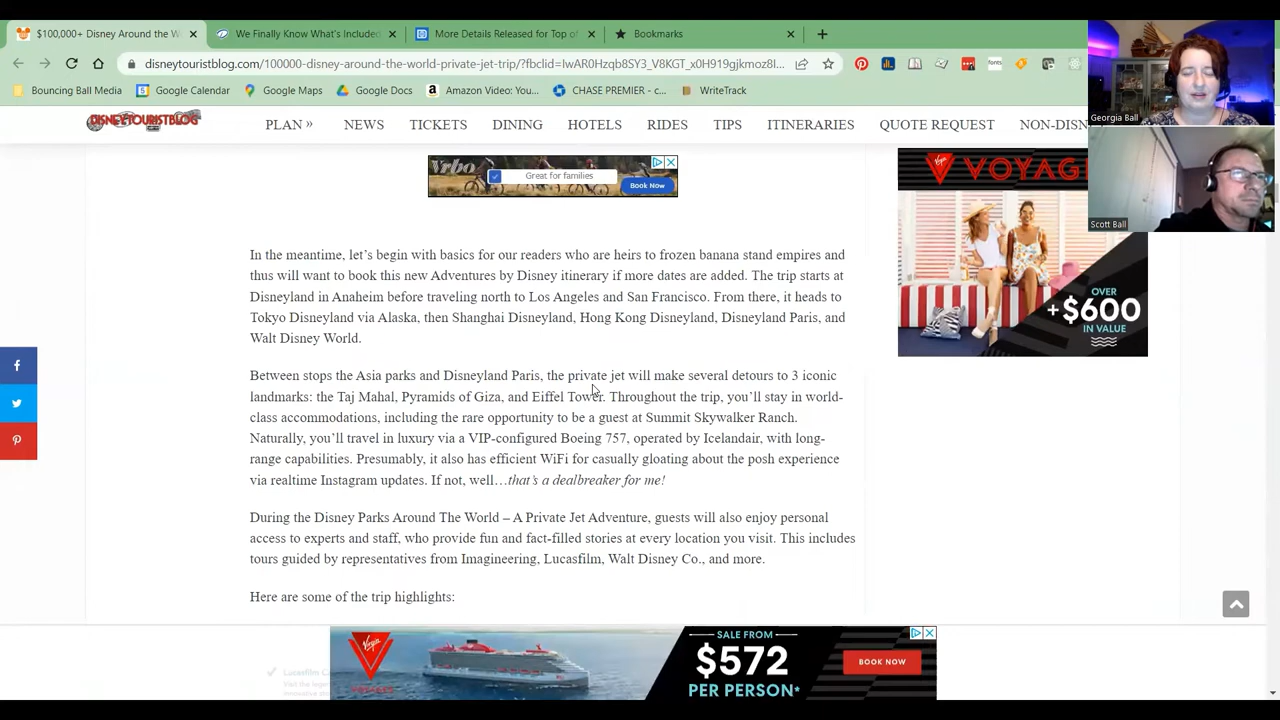 $100,000+ Disney Around the W
We Finally Know What's Included
More Details Released for Top of
Bookmarks
disneytouristblog.com/100000-disney-around-the-world-private-jet-trip/?fbclid=IwAR0Hzqb8SY3_V8KGT_x0H919gjkmoz8l...
Bouncing Ball Media
Google Calendar
Google Maps
Google Docs
Amazon Video: You...
CHASE PREMIER - c...
WriteTrack
Georgia Ball
Scott Ball
DISNEYTOURISTBLOG
PLAN »
NEWS
TICKETS
DINING
HOTELS
RIDES
TIPS
ITINERARIES
QUOTE REQUEST
NON-DISN
Vrbo
Great for families
Book Now
VOYAG
OVER
+$600
IN VALUE
In the meantime, let's begin with basics for our readers who are heirs to frozen banana stand empires and
thus will want to book this new Adventures by Disney itinerary if more dates are added. The trip starts at
Disneyland in Anaheim before traveling north to Los Angeles and San Francisco. From there, it heads to
Tokyo Disneyland via Alaska, then Shanghai Disneyland, Hong Kong Disneyland, Disneyland Paris, and
Walt Disney World.
Between stops the Asia parks and Disneyland Paris, the private jet will make several detours to 3 iconic
landmarks: the Taj Mahal, Pyramids of Giza, and Eiffel Tower. Throughout the trip, you'll stay in world-
class accommodations, including the rare opportunity to be a guest at Summit Skywalker Ranch.
Naturally, you'll travel in luxury via a VIP-configured Boeing 757, operated by Icelandair, with long-
range capabilities. Presumably, it also has efficient WiFi for casually gloating about the posh experience
via realtime Instagram updates. If not, well…that's a dealbreaker for me!
During the Disney Parks Around The World – A Private Jet Adventure, guests will also enjoy personal
access to experts and staff, who provide fun and fact-filled stories at every location you visit. This includes
tours guided by representatives from Imagineering, Lucasfilm, Walt Disney Co., and more.
Here are some of the trip highlights:
SALE FROM
$572
PER PERSON*
BOOK NOW